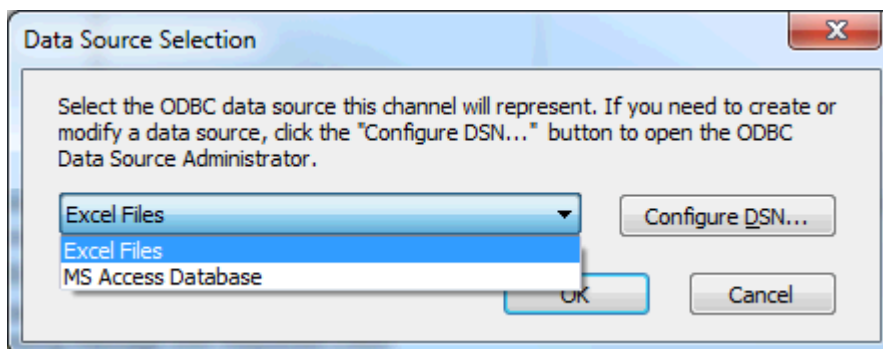 Data Source Selection
Select the ODBC data source this channel will represent. If you need to create or
modify a data source, click the "Configure DSN..." button to open the ODBC
Data Source Administrator.
Excel Files
Configure DSN...
Excel Files
MS Access Database
OK
Cancel